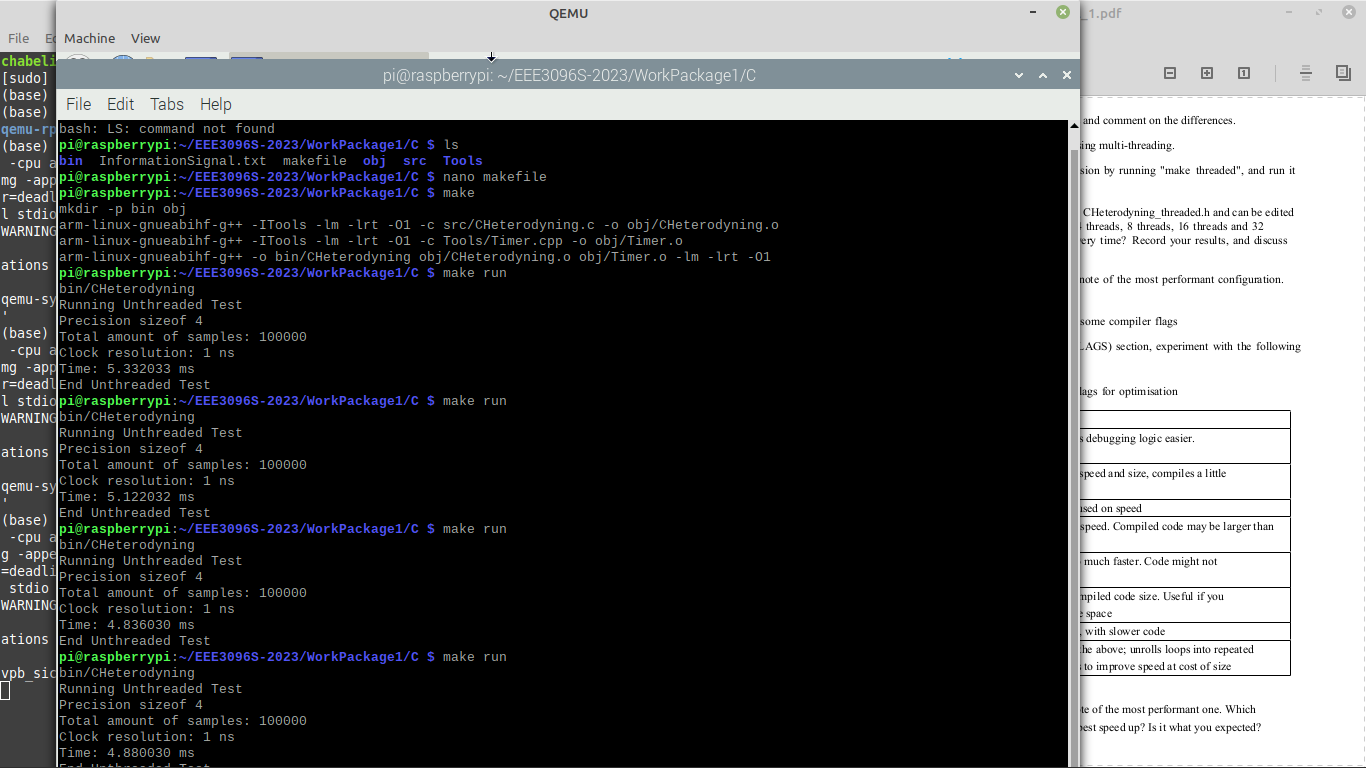 QEMU
_1.pdf
File
Machine View
pi@raspberrypi: ~/EEE3096S-2023/WorkPackage1/C
File Edit Tabs Help
bash: LS: command not found
pi@raspberrypi:~/EEE3096S-2023/WorkPackage1/C $ ls
bin InformationSignal.txt makefile obj src Tools
pi@raspberrypi:~/EEE3096S-2023/WorkPackage1/C $ nano makefile
pi@raspberrypi:~/EEE3096S-2023/WorkPackage1/C $ make
mkdir -p bin obj
arm-linux-gnueabihf-g++ -ITools -lm -lrt -O1 -c src/CHeterodyning.c -o obj/CHeterodyning.o
arm-linux-gnueabihf-g++ -ITools -lm -lrt -O1 -c Tools/Timer.cpp -o obj/Timer.o
arm-linux-gnueabihf-g++ -o bin/CHeterodyning obj/CHeterodyning.o obj/Timer.o -lm -lrt -O1
pi@raspberrypi:~/EEE3096S-2023/WorkPackage1/C $ make run
bin/CHeterodyning
Running Unthreaded Test
Precision sizeof 4
Total amount of samples: 100000
Clock resolution: 1 ns
Time: 5.332033 ms
End Unthreaded Test
pi@raspberrypi:~/EEE3096S-2023/WorkPackage1/C $ make run
bin/CHeterodyning
Running Unthreaded Test
Precision sizeof 4
Total amount of samples: 100000
Clock resolution: 1 ns
Time: 5.122032 ms
End Unthreaded Test
pi@raspberrypi:~/EEE3096S-2023/WorkPackage1/C $ make run
bin/CHeterodyning
Running Unthreaded Test
Precision sizeof 4
Total amount of samples: 100000
Clock resolution: 1 ns
Time: 4.836030 ms
End Unthreaded Test
pi@raspberrypi:~/EEE3096S-2023/WorkPackage1/C $ make run
bin/CHeterodyning
Running Unthreaded Test
Precision sizeof 4
Total amount of samples: 100000
Clock resolution: 1 ns
Time: 4.880030 ms
End Unthreaded Test
chabeli
[sudo]
(base)
(base)
qemu-rp
(base)
-cpu a
mg -app
r=deadl
l stdio
WARNING
ations
qemu-sy
'
(base)
-cpu a
mg -app
r=deadl
l stdio
WARNING
ations
qemu-sy
'
(base)
-cpu a
g -appe
=deadli
stdio
WARNING
ations
vpb_sic
and comment on the differences.
ing multi-threading.
sion by running "make threaded", and run it
CHeterodyning_threaded.h and can be edited
threads, 8 threads, 16 threads and 32
ery time? Record your results, and discuss
note of the most performant configuration.
some compiler flags
LAGS) section, experiment with the following
lags for optimisation
s debugging logic easier.
speed and size, compiles a little
used on speed
speed. Compiled code may be larger than
much faster. Code might not
mpiled code size. Useful if you
e space
, with slower code
the above; unrolls loops into repeated
s to improve speed at cost of size
te of the most performant one. Which
best speed up? Is it what you expected?